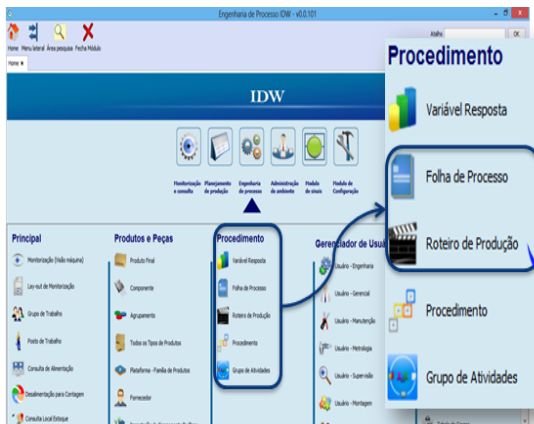 Engenharia de Processo IDW - v0.0.101
Home Menu lateral Área pesquisa Fecha Módulo
Atalho OK
Home
IDW
Monitorização e consulta
Planejamento de produção
Engenharia de processo
Administração de ambiente
Modulo de sinais
Modulo de Configuração
Principal
Monitorização (Visão máquina)
Lay-out de Monitorização
Grupo de Trabalho
Posto de Trabalho
Consulta de Alimentação
Desalimentação para Contagem
Consulta Local Estoque
Produtos e Peças
Produto Final
Componente
Agrupamento
Todos os Tipos de Produtos
Plataforma - Família de Produtos
Fornecedor
Procedimento
Variável Resposta
Folha de Processo
Roteiro de Produção
Procedimento
Grupo de Atividades
Gerenciador de Usuá
Usuário - Engenharia
Usuário - Gerencial
Usuário - Manutenção
Usuário - Metrologia
Usuário - Supervisão
Usuário - Montagem
Procedimento
Variável Resposta
Folha de Processo
Roteiro de Produção
Procedimento
Grupo de Atividades